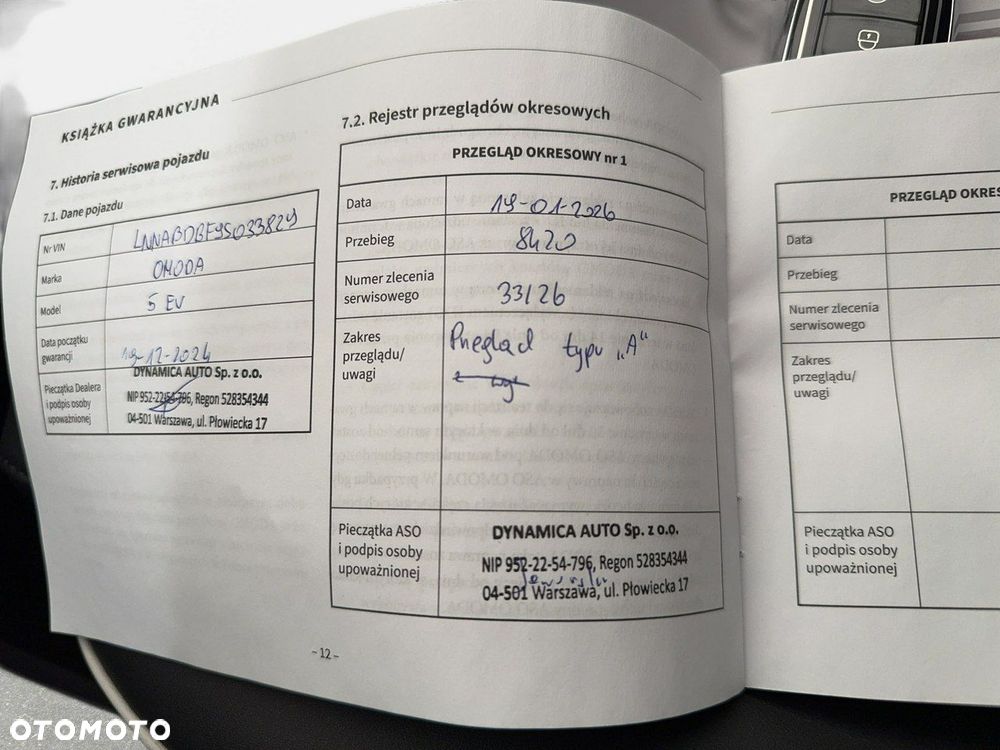 KSIĄŻKA GWARANCYJNA
7. Historia serwisowa pojazdu
7.1. Dane pojazdu
Nr VIN LNNABDGF9S033829
Marka OMODA
Model 5 EV
Data początku
gwarancji 19-12-2024
Pieczątka Dealera
i podpis osoby
upoważnionej
DYNAMICA AUTO Sp. z o.o.
NIP 952-22-54-796, Regon 528354344
04-501 Warszawa, ul. Płowiecka 17
7.2. Rejestr przeglądów okresowych
PRZEGLĄD OKRESOWY nr 1
Data 19-01-2026
Przebieg 8420
Numer zlecenia
serwisowego 33/26
Zakres
przeglądu/
uwagi
Przegląd typu „A"
Pieczątka ASO
i podpis osoby
upoważnionej
DYNAMICA AUTO Sp. z o.o.
NIP 952-22-54-796, Regon 528354344
04-501 Warszawa, ul. Płowiecka 17
- 12 -
PRZEGLĄD OKRES
Data
Przebieg
Numer zlecenia
serwisowego
Zakres
przeglądu/
uwagi
Pieczątka ASO
i podpis osoby
upoważnionej
OTOMOTO